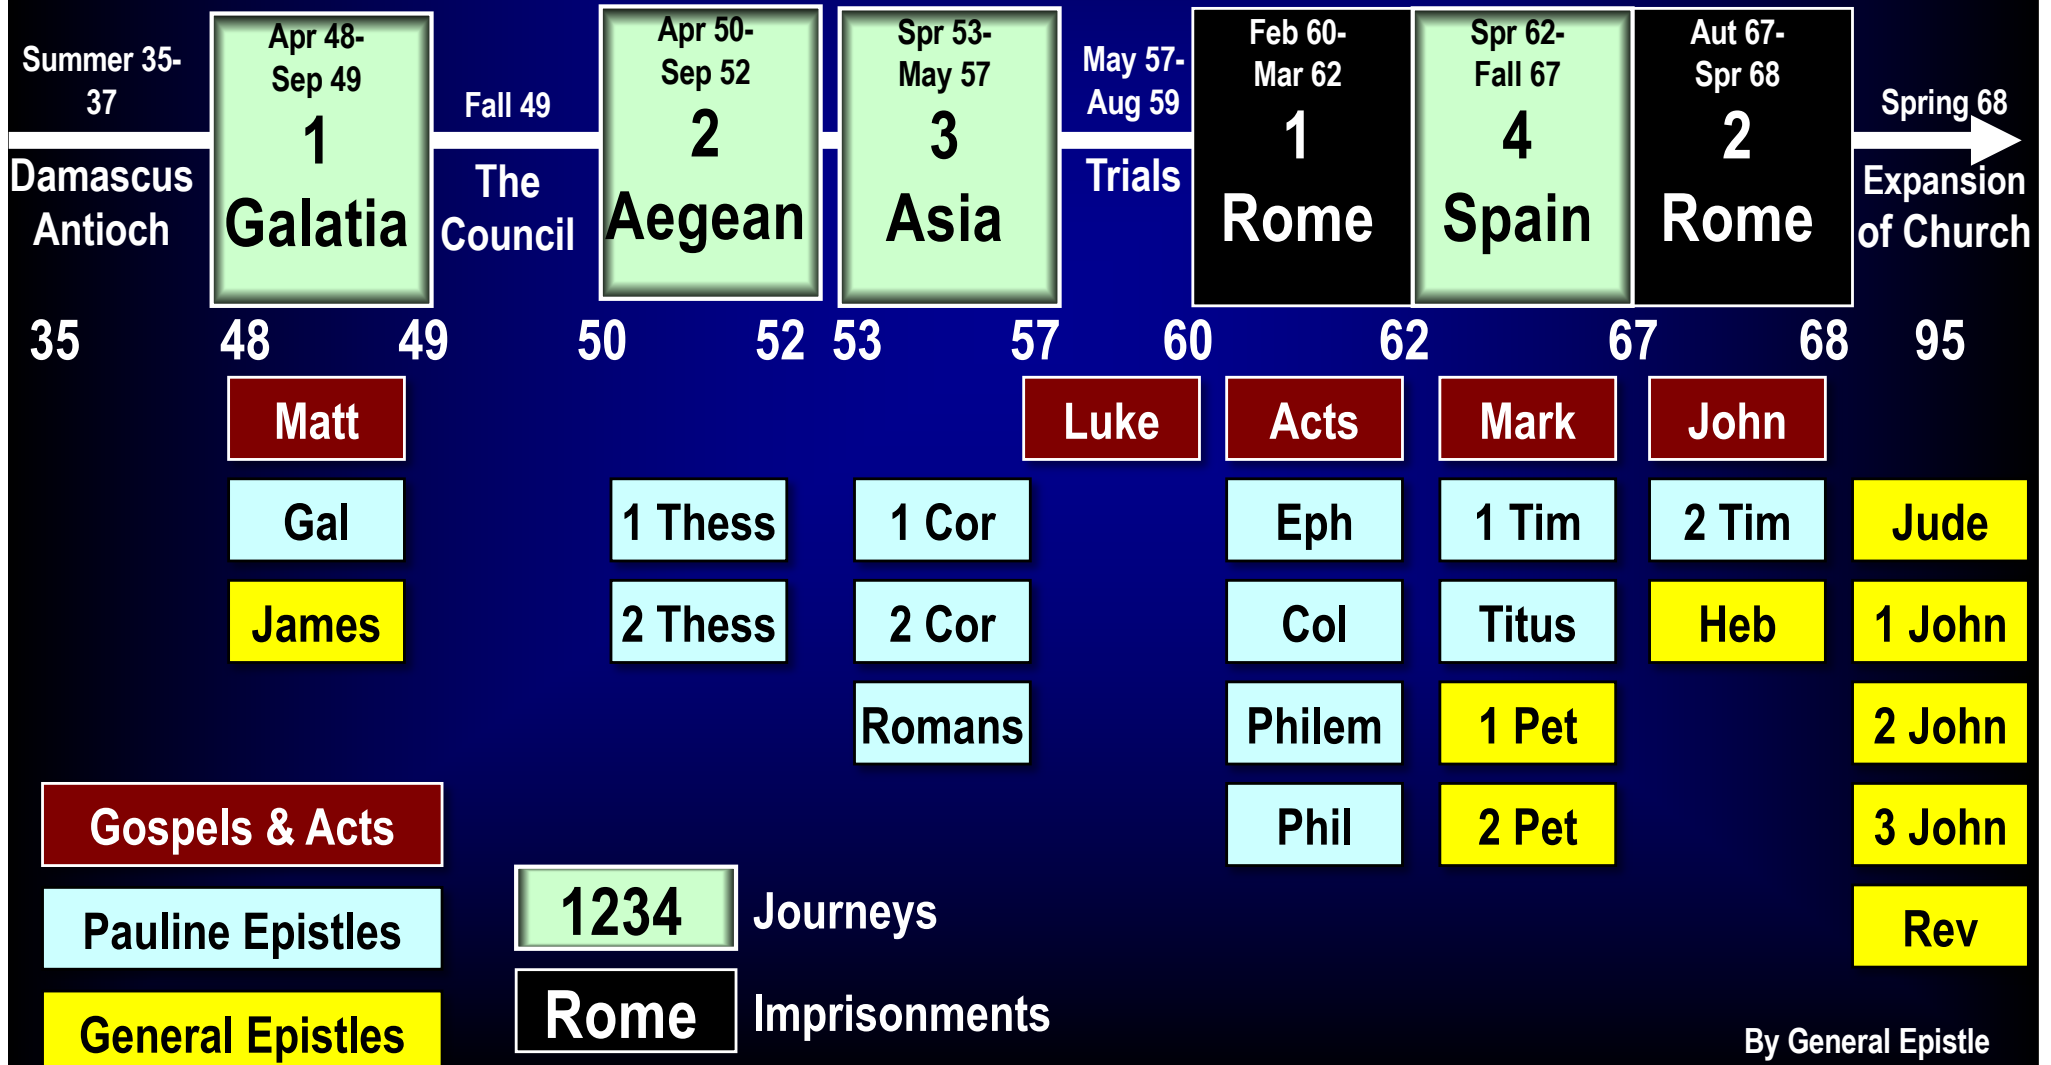 Summer 35-
37
Damascus
Antioch
Apr 48-
Sep 49
1
Galatia
Fall 49
The
Council
Apr 50-
Sep 52
2
Aegean
Spr 53-
May 57
3
Asia
May 57-
Aug 59
Trials
Feb 60-
Mar 62
1
Rome
Spr 62-
Fall 67
4
Spain
Aut 67-
Spr 68
2
Rome
Spring 68
Expansion
of Church
35 48 49 50 52 53 57 60 62 67 68 95
Matt Luke Acts Mark John
Gal 1 Thess 1 Cor Eph 1 Tim 2 Tim Jude
James 2 Thess 2 Cor Col Titus Heb 1 John
Romans Philem 1 Pet 2 John
Phil 2 Pet 3 John
Rev
Gospels & Acts
Pauline Epistles
General Epistles
1234 Journeys
Rome Imprisonments
By General Epistle